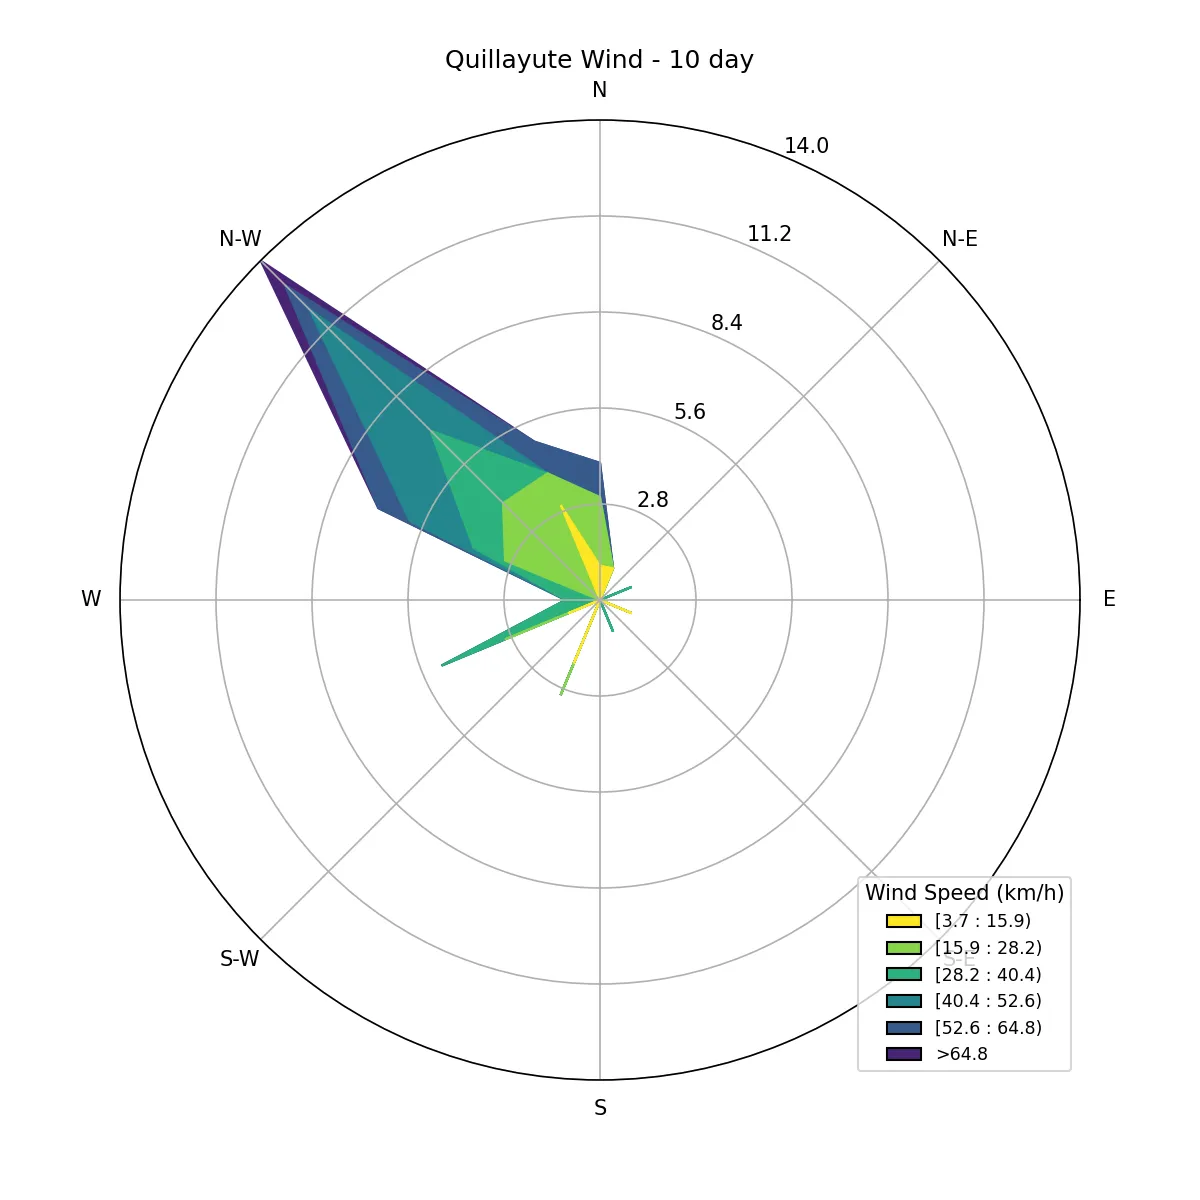 Quillayute Wind - 10 day
N
14.0
11.2
N-W
N-E
8.4
5.6
2.8
W
E
Wind Speed (km/h)
[3.7 : 15.9)
[15.9 : 28.2)
S-W
S-E
[28.2 : 40.4)
[40.4 : 52.6)
[52.6 : 64.8)
>64.8
S